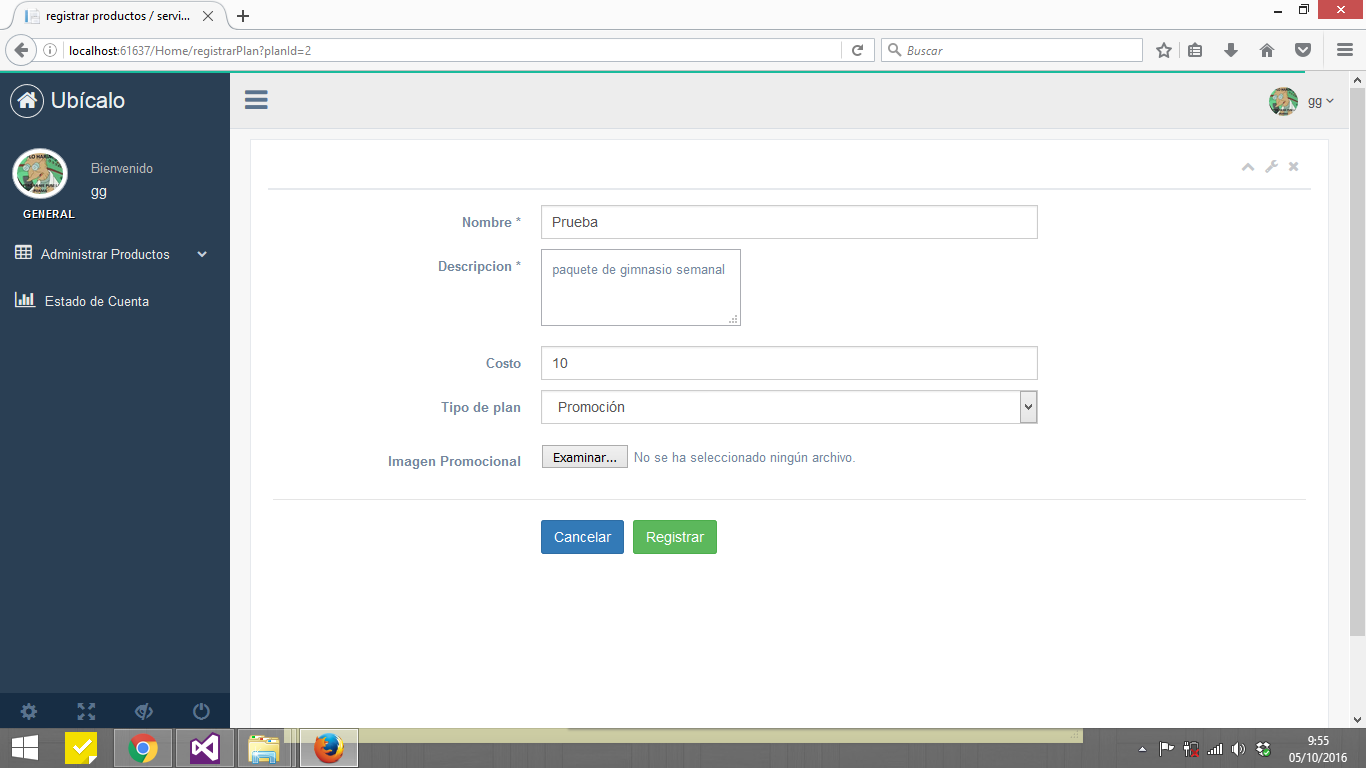 registrar productos / servi...
localhost:61637/Home/registrarPlan?planId=2
Buscar
Ubícalo
gg
Bienvenido
gg
GENERAL
Administrar Productos
Estado de Cuenta
Nombre * Prueba
Descripcion * paquete de gimnasio semanal
Costo 10
Tipo de plan Promoción
Imagen Promocional Examinar... No se ha seleccionado ningún archivo.
Cancelar Registrar
9:55
05/10/2016